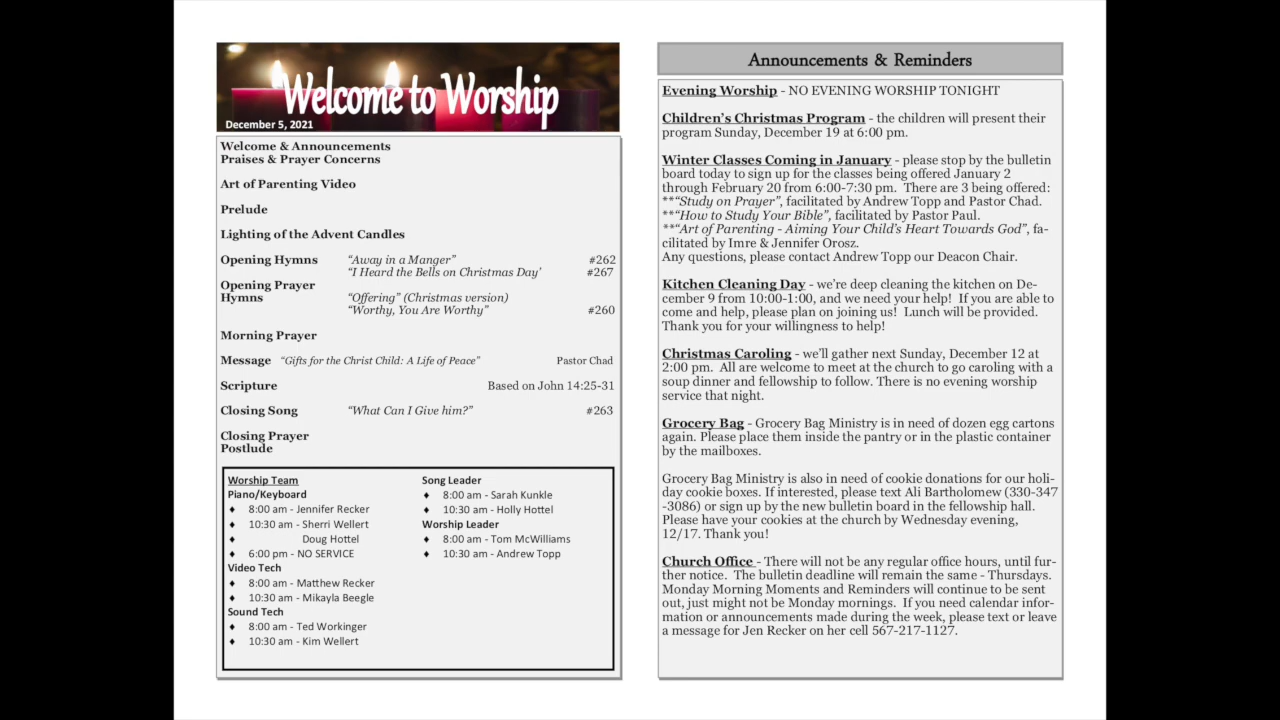 Welcome to Worship
December 5, 2021
Welcome & Announcements
Praises & Prayer Concerns
Art of Parenting Video
Prelude
Lighting of the Advent Candles
Opening Hymns “Away in a Manger” #262
“I Heard the Bells on Christmas Day’ #267
Opening Prayer
Hymns “Offering” (Christmas version)
“Worthy, You Are Worthy” #260
Morning Prayer
Message “Gifts for the Christ Child: A Life of Peace” Pastor Chad
Scripture Based on John 14:25-31
Closing Song “What Can I Give him?” #263
Closing Prayer
Postlude
Worship Team
Piano/Keyboard
♦ 8:00 am - Jennifer Recker
♦ 10:30 am - Sherri Wellert
♦ Doug Hottel
♦ 6:00 pm - NO SERVICE
Video Tech
♦ 8:00 am - Matthew Recker
♦ 10:30 am - Mikayla Beegle
Sound Tech
♦ 8:00 am - Ted Workinger
♦ 10:30 am - Kim Wellert
Song Leader
♦ 8:00 am - Sarah Kunkle
♦ 10:30 am - Holly Hottel
Worship Leader
♦ 8:00 am - Tom McWilliams
♦ 10:30 am - Andrew Topp
Announcements & Reminders
Evening Worship - NO EVENING WORSHIP TONIGHT
Children’s Christmas Program - the children will present their
program Sunday, December 19 at 6:00 pm.
Winter Classes Coming in January - please stop by the bulletin
board today to sign up for the classes being offered January 2
through February 20 from 6:00-7:30 pm. There are 3 being offered:
**“Study on Prayer”, facilitated by Andrew Topp and Pastor Chad.
**“How to Study Your Bible”, facilitated by Pastor Paul.
**“Art of Parenting - Aiming Your Child’s Heart Towards God”, fa-
cilitated by Imre & Jennifer Orosz.
Any questions, please contact Andrew Topp our Deacon Chair.
Kitchen Cleaning Day - we’re deep cleaning the kitchen on De-
cember 9 from 10:00-1:00, and we need your help! If you are able to
come and help, please plan on joining us! Lunch will be provided.
Thank you for your willingness to help!
Christmas Caroling - we’ll gather next Sunday, December 12 at
2:00 pm. All are welcome to meet at the church to go caroling with a
soup dinner and fellowship to follow. There is no evening worship
service that night.
Grocery Bag - Grocery Bag Ministry is in need of dozen egg cartons
again. Please place them inside the pantry or in the plastic container
by the mailboxes.
Grocery Bag Ministry is also in need of cookie donations for our holi-
day cookie boxes. If interested, please text Ali Bartholomew (330-347
-3086) or sign up by the new bulletin board in the fellowship hall.
Please have your cookies at the church by Wednesday evening,
12/17. Thank you!
Church Office - There will not be any regular office hours, until fur-
ther notice. The bulletin deadline will remain the same - Thursdays.
Monday Morning Moments and Reminders will continue to be sent
out, just might not be Monday mornings. If you need calendar infor-
mation or announcements made during the week, please text or leave
a message for Jen Recker on her cell 567-217-1127.